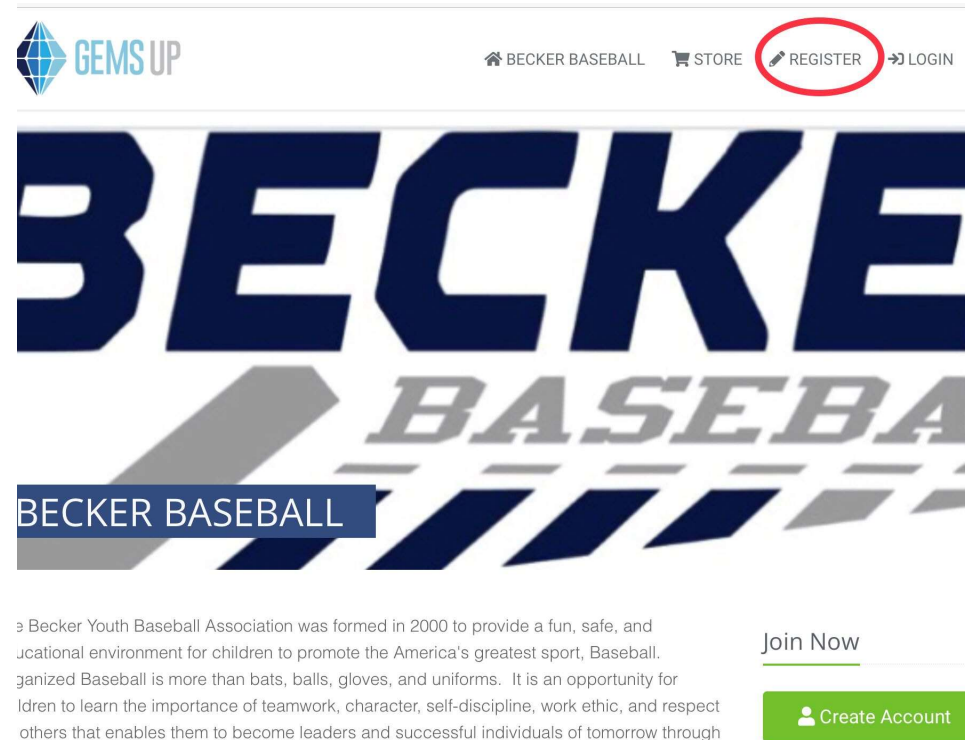 GEMS UP
BECKER BASEBALL STORE REGISTER LOGIN
BECKE
BASEBA
BECKER BASEBALL
e Becker Youth Baseball Association was formed in 2000 to provide a fun, safe, and
ucational environment for children to promote the America's greatest sport, Baseball.
ganized Baseball is more than bats, balls, gloves, and uniforms. It is an opportunity for
ldren to learn the importance of teamwork, character, self-discipline, work ethic, and respect
others that enables them to become leaders and successful individuals of tomorrow through
Join Now
Create Account